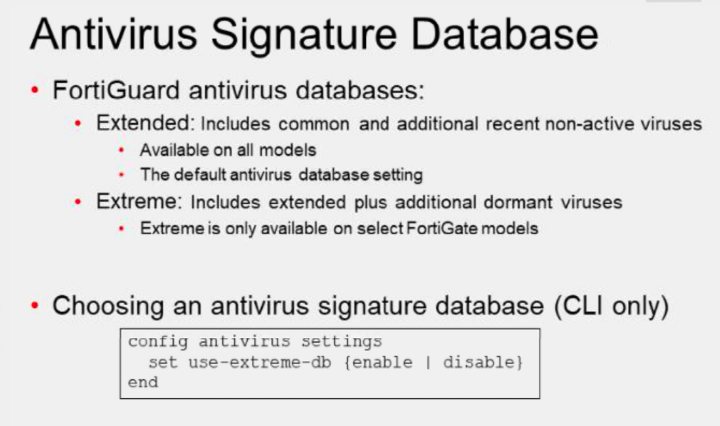 Antivirus Signature Database
• FortiGuard antivirus databases:
• Extended: Includes common and additional recent non-active viruses
• Available on all models
• The default antivirus database setting
• Extreme: Includes extended plus additional dormant viruses
• Extreme is only available on select FortiGate models
• Choosing an antivirus signature database (CLI only)
config antivirus settings
set use-extreme-db {enable | disable}
end